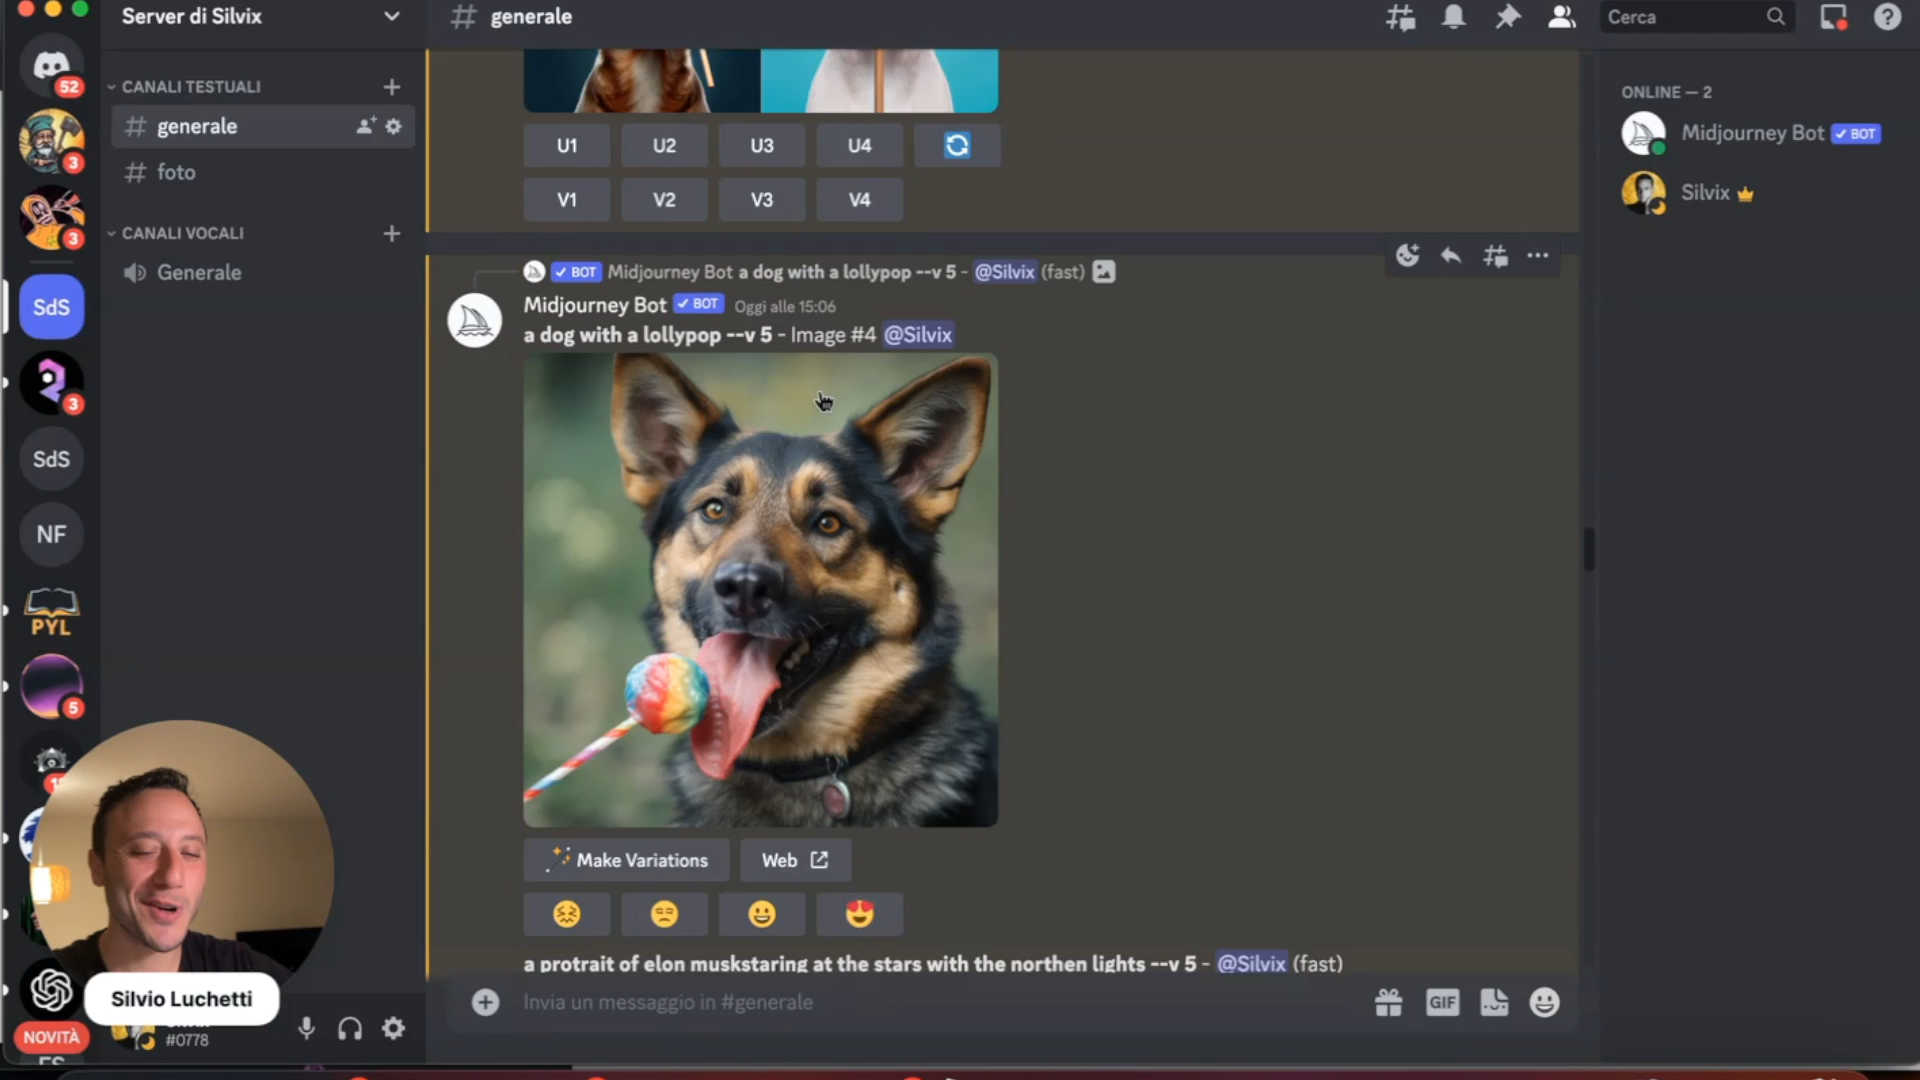 Server di Silvix
generale
Cerca
52
CANALI TESTUALI
generale
3
foto
3
CANALI VOCALI
Generale
SdS
3
SdS
NF
PYL
5
U1 U2 U3 U4
V1 V2 V3 V4
BOT Midjourney Bot a dog with a lollypop --v 5 - @Silvix (fast)
Midjourney Bot BOT Oggi alle 15:06
a dog with a lollypop --v 5 - Image #4 @Silvix
Make Variations Web
a protrait of elon muskstaring at the stars with the northen lights --v 5 - @Silvix (fast)
Invia un messaggio in #generale
GIF
Silvio Luchetti
#0778
NOVITÀ
ONLINE — 2
Midjourney Bot BOT
Silvix